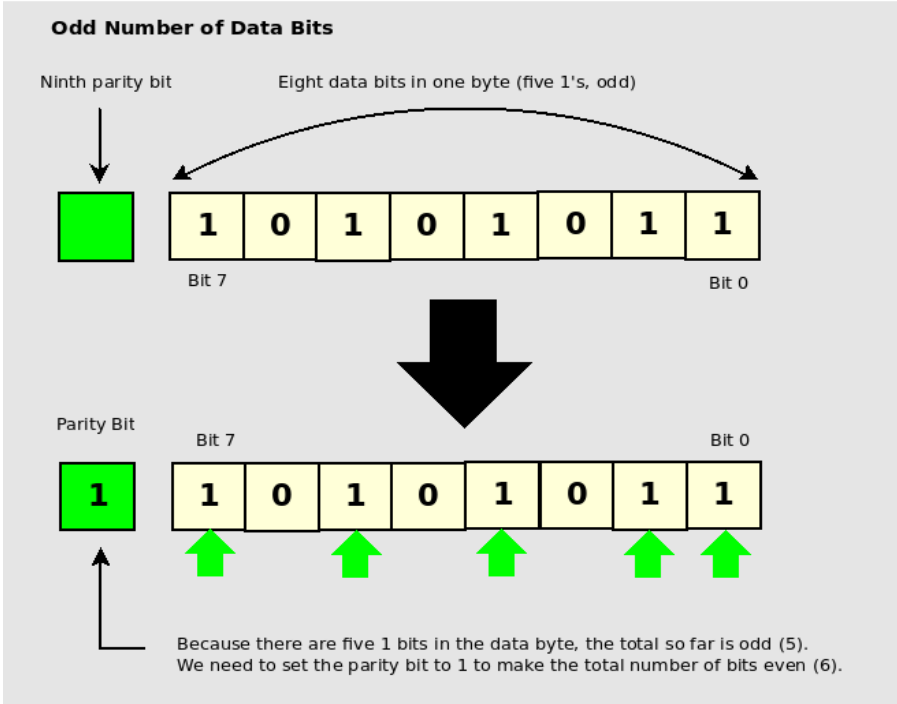 Odd Number of Data Bits
Ninth parity bit
Eight data bits in one byte (five 1's, odd)
1 0 1 0 1 0 1 1
Bit 7
Bit 0
Parity Bit
Bit 7
Bit 0
1 1 0 1 0 1 0 1 1
Because there are five 1 bits in the data byte, the total so far is odd (5).
We need to set the parity bit to 1 to make the total number of bits even (6).